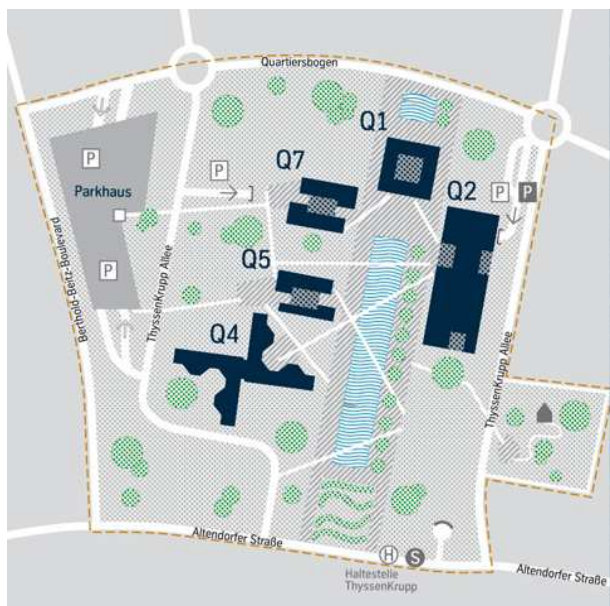 Quartiersbogen
Q1
Q7
Q2
P
P
P
P
Parkhaus
P
Q5
Q4
Berthold-Beitz-Boulevard
ThyssenKrupp Allee
ThyssenKrupp Allee
Altendorfer Straße
H
S
Haltestelle
ThyssenKrupp
Altendorfer Straße